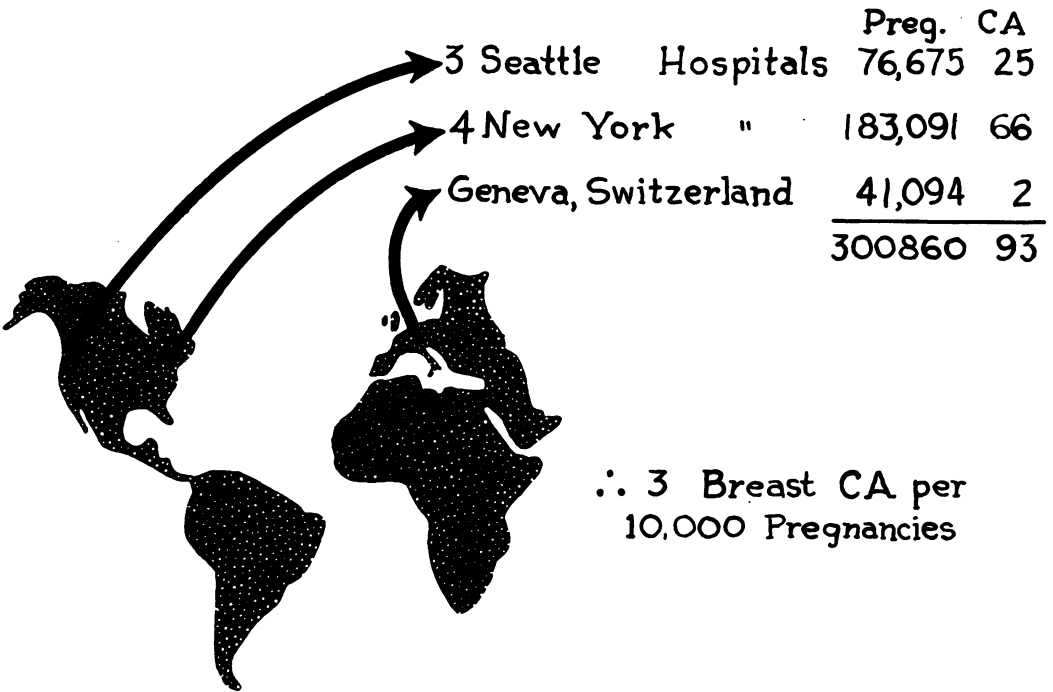 Preg. CA
3 Seattle Hospitals 76,675 25
4 New York " 183,091 66
Geneva, Switzerland 41,094 2
300860 93
∴ 3 Breast CA per
10,000 Pregnancies